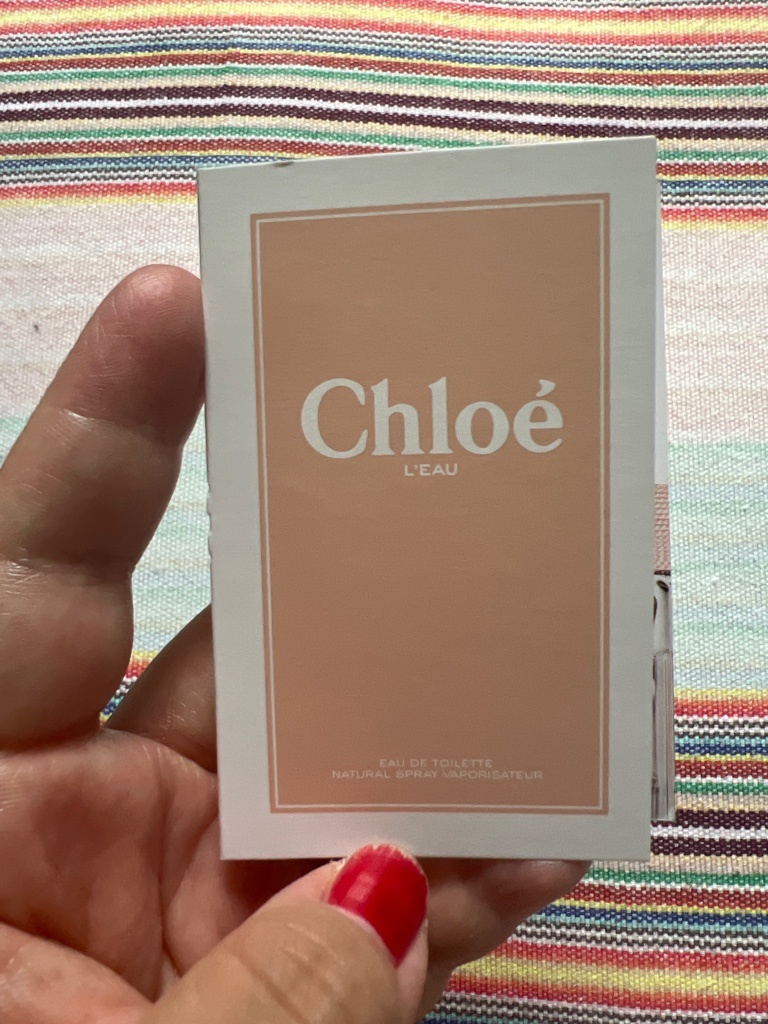 Chloé
L'EAU
EAU DE TOILETTE
NATURAL SPRAY VAPORISATEUR